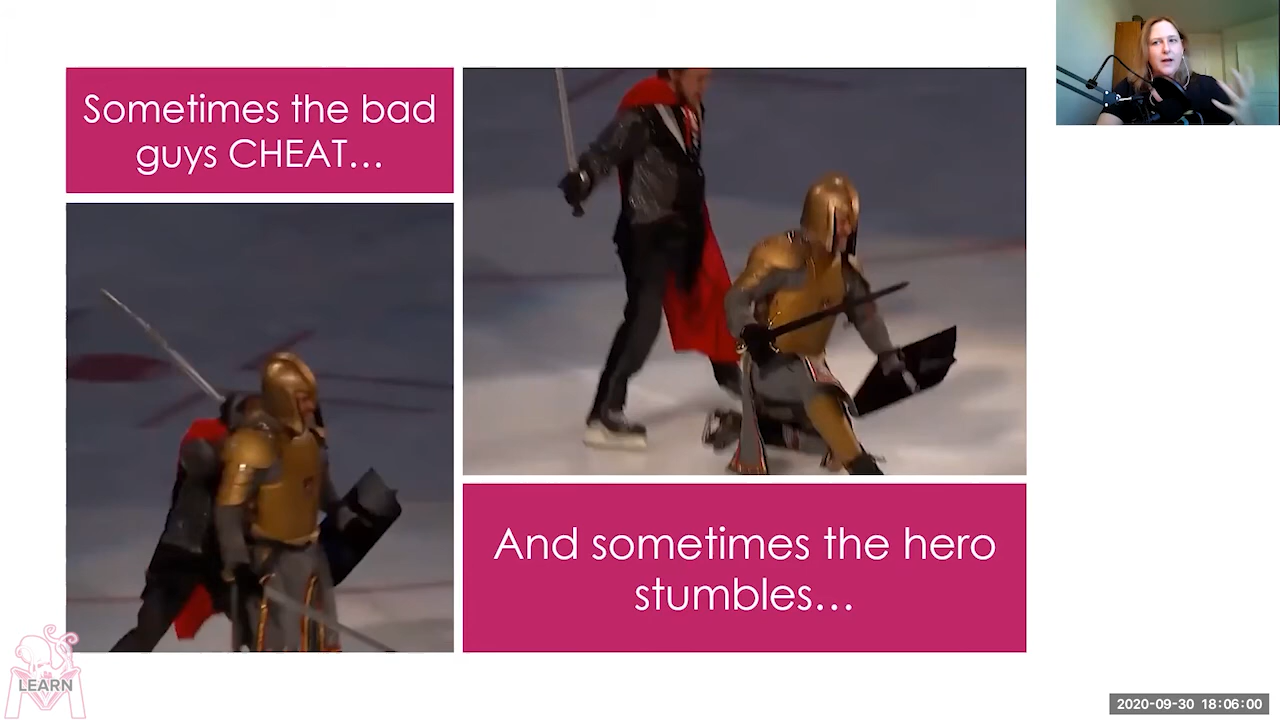 Sometimes the bad
guys CHEAT...
And sometimes the hero
stumbles...
LEARN
2020-09-30 18:06:00